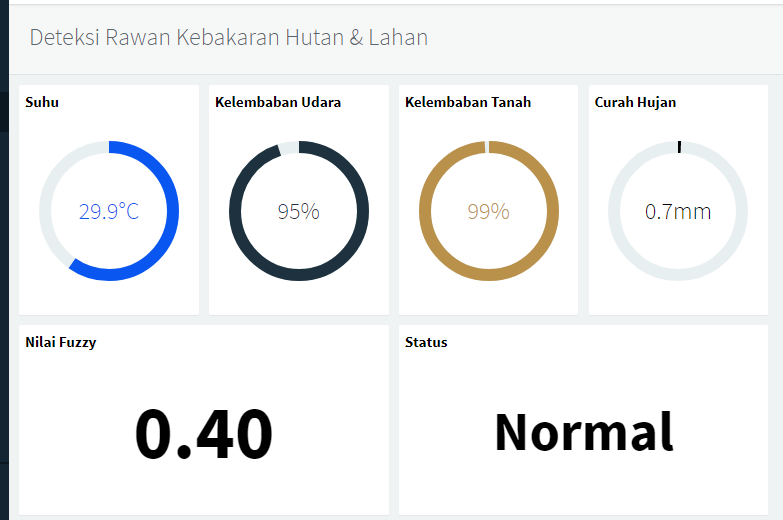 Deteksi Rawan Kebakaran Hutan & Lahan
Suhu
29.9°C
Kelembaban Udara
95%
Kelembaban Tanah
99%
Curah Hujan
0.7mm
Nilai Fuzzy
0.40
Status
Normal